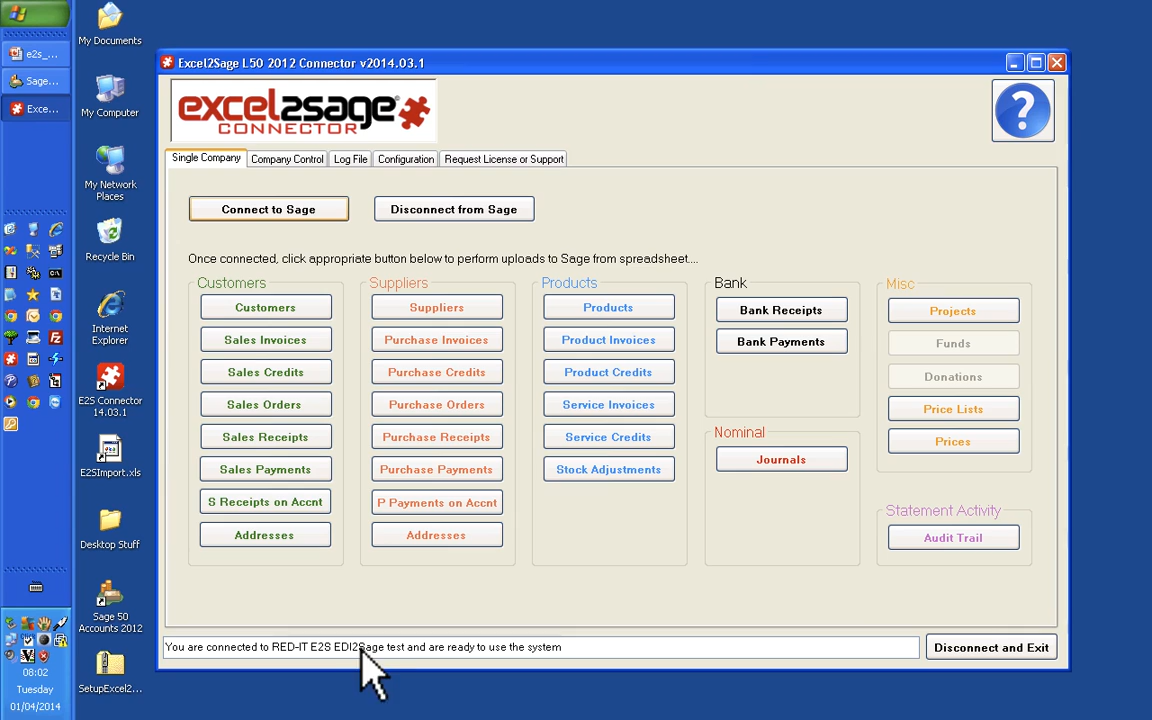 My Documents
e2s_...
Sage...
Exce...
My Computer
My Network
Places
Recycle Bin
Internet
Explorer
E2S Connector
14.03.1
E2SImport.xls
Desktop Stuff
Sage 50
Accounts 2012
SetupExcel2...
08:02
Tuesday
01/04/2014
Excel2Sage L50 2012 Connector v2014.03.1
excel2sage®
CONNECTOR
?
Single Company
Company Control
Log File
Configuration
Request License or Support
Connect to Sage
Disconnect from Sage
Once connected, click appropriate button below to perform uploads to Sage from spreadsheet....
Customers
Customers
Sales Invoices
Sales Credits
Sales Orders
Sales Receipts
Sales Payments
S Receipts on Accnt
Addresses
Suppliers
Suppliers
Purchase Invoices
Purchase Credits
Purchase Orders
Purchase Receipts
Purchase Payments
P Payments on Accnt
Addresses
Products
Products
Product Invoices
Product Credits
Service Invoices
Service Credits
Stock Adjustments
Bank
Bank Receipts
Bank Payments
Nominal
Journals
Misc
Projects
Funds
Donations
Price Lists
Prices
Statement Activity
Audit Trail
You are connected to RED-IT E2S EDI2Sage test and are ready to use the system
Disconnect and Exit